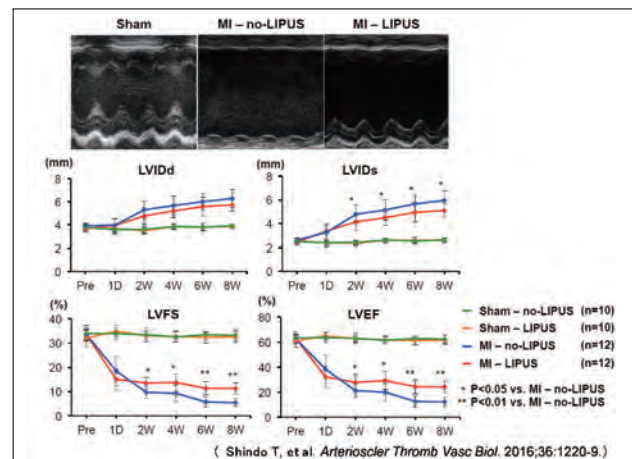 Sham MI – no-LIPUS MI – LIPUS
(mm) LVIDd (mm) LVIDs
8 8
6 6
* * * *
4 4
2 2
0 0
Pre 1D 2W 4W 6W 8W Pre 1D 2W 4W 6W 8W
(%) LVFS (%) LVEF
40 80
30 60
20 40
* * ** ** * * ** **
10 20
0 0
Pre 1D 2W 4W 6W 8W Pre 1D 2W 4W 6W 8W
Sham – no-LIPUS (n=10)
Sham – LIPUS (n=10)
MI – no-LIPUS (n=12)
MI – LIPUS (n=12)
* P<0.05 vs. MI – no-LIPUS
** P<0.01 vs. MI – no-LIPUS
( Shindo T, et al. Arterioscler Thromb Vasc Biol. 2016;36:1220-9.)